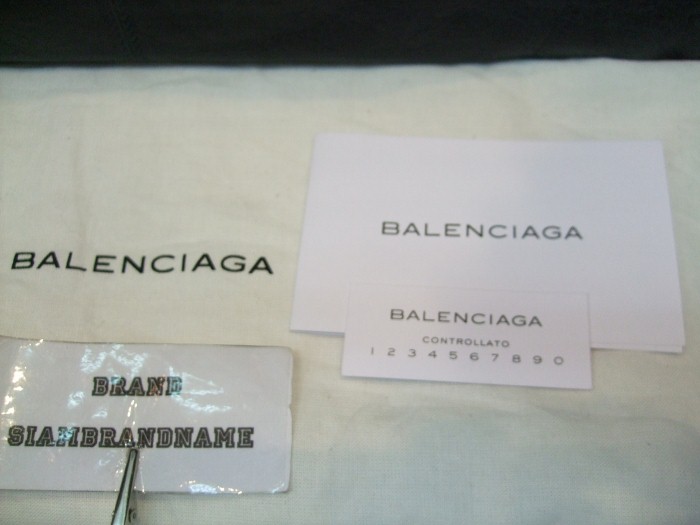 BALENCIAGA
BALENCIAGA
BALENCIAGA
CONTROLLATO
1 2 3 4 5 6 7 8 9 0
BRAND
SIAMBRANDNAME